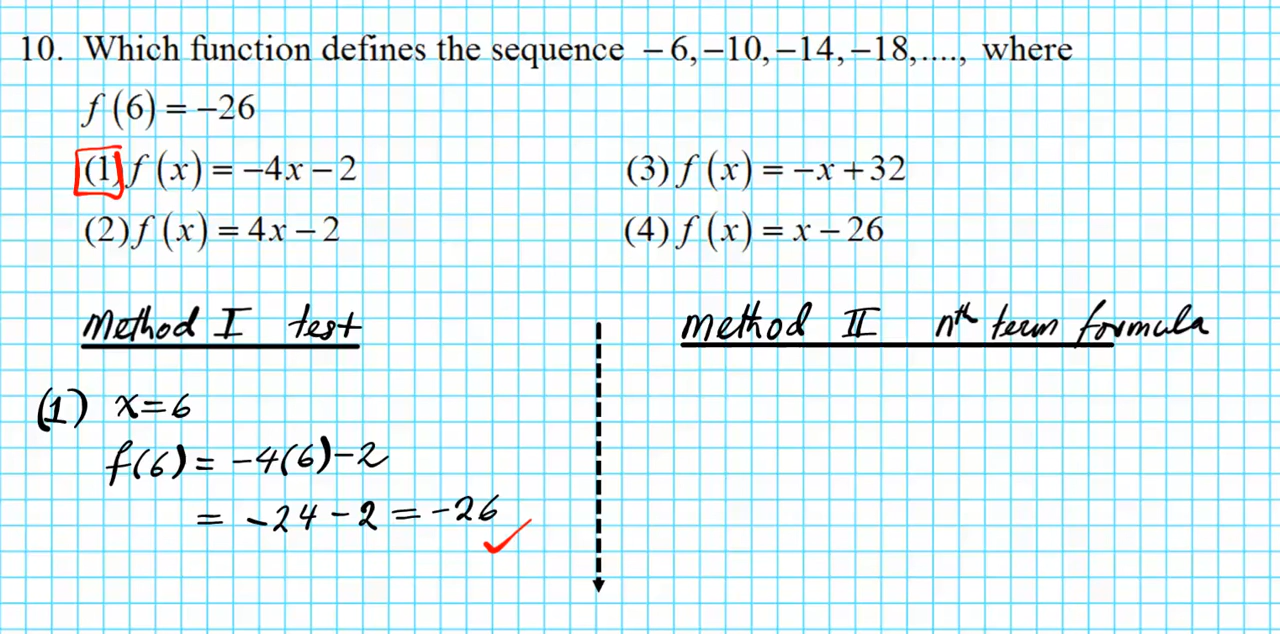 10. Which function defines the sequence −6,−10,−14,−18,...., where
f(6) = −26
(1) f(x) = −4x − 2
(3) f(x) = −x + 32
(2) f(x) = 4x − 2
(4) f(x) = x − 26
Method I test
Method II nth term formula
(1) x = 6
f(6) = −4(6)−2
= −24 − 2 = −26